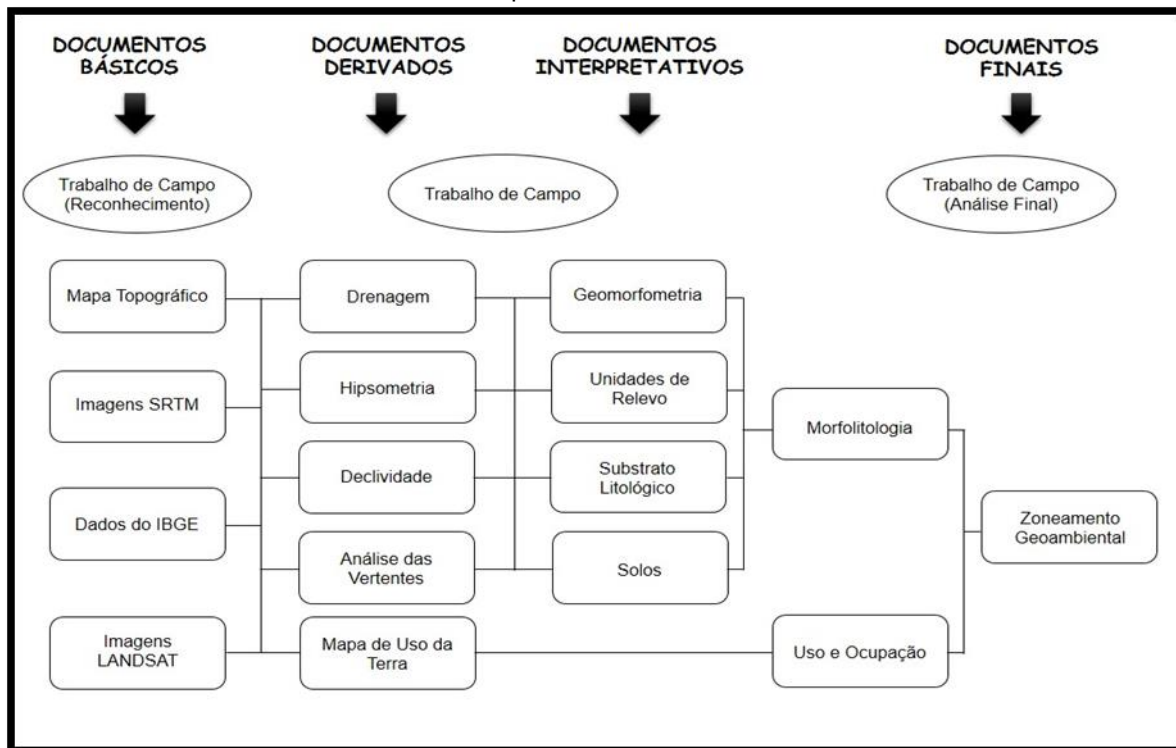 DOCUMENTOS
BÁSICOS
DOCUMENTOS
DERIVADOS
DOCUMENTOS
INTERPRETATIVOS
DOCUMENTOS
FINAIS
Trabalho de Campo
(Reconhecimento)
Trabalho de Campo
Trabalho de Campo
(Análise Final)
Mapa Topográfico
Imagens SRTM
Dados do IBGE
Imagens
LANDSAT
Drenagem
Hipsometria
Declividade
Análise das
Vertentes
Mapa de Uso da
Terra
Geomorfometria
Unidades de
Relevo
Substrato
Litológico
Solos
Morfolitologia
Uso e Ocupação
Zoneamento
Geoambiental